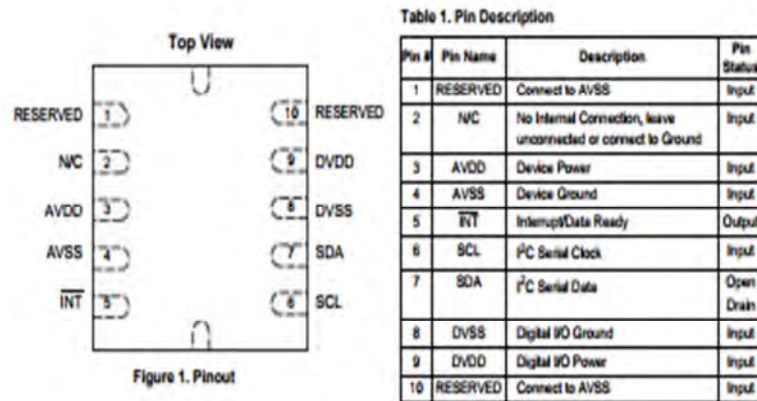 Top View
RESERVED 1
N/C 2
AVDD 3
AVSS 4
INT 5
10 RESERVED
9 DVDD
8 DVSS
7 SDA
6 SCL
Figure 1. Pinout
Table 1. Pin Description
Pin # Pin Name Description Pin Status
1 RESERVED Connect to AVSS Input
2 N/C No Internal Connection, leave
unconnected or connect to Ground Input
3 AVDD Device Power Input
4 AVSS Device Ground Input
5 INT Interrupt/Data Ready Output
6 SCL I²C Serial Clock Input
7 SDA I²C Serial Data Open
Drain
8 DVSS Digital I/O Ground Input
9 DVDD Digital I/O Power Input
10 RESERVED Connect to AVSS Input